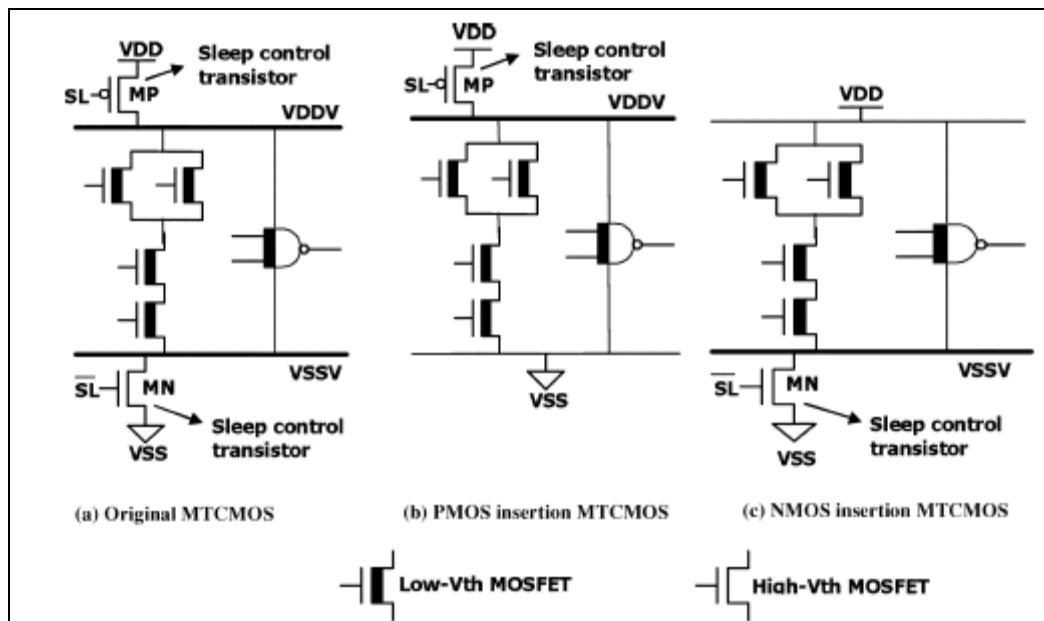 VDD
Sleep control
transistor
SL
MP
VDDV
VSSV
SL
MN
Sleep control
transistor
VSS
(a) Original MTCMOS
VDD
Sleep control
transistor
SL
MP
VDDV
VSS
(b) PMOS insertion MTCMOS
VDD
VSSV
SL
MN
Sleep control
transistor
VSS
(c) NMOS insertion MTCMOS
Low-Vth MOSFET
High-Vth MOSFET